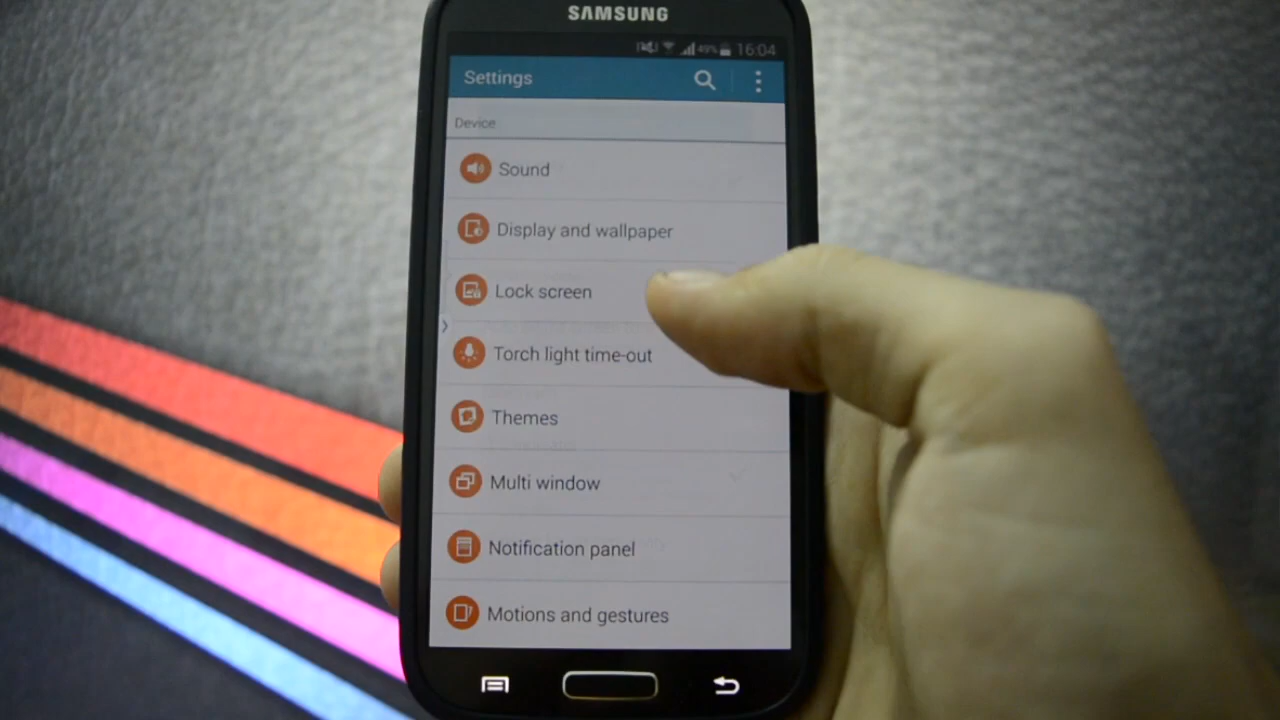 SAMSUNG
49% 16:04
Settings
Device
Sound
Display and wallpaper
Lock screen
Torch light time-out
Themes
Multi window
Notification panel
Motions and gestures